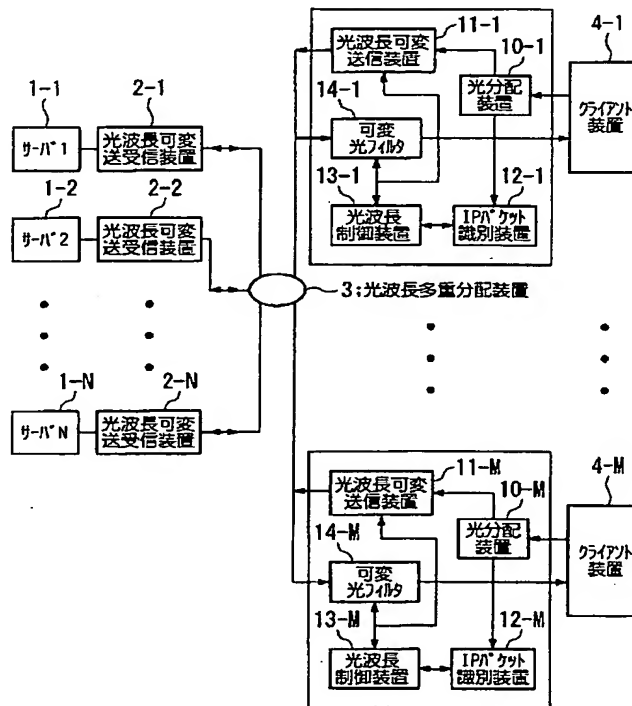 11-1
光波長可変
送信装置
10-1
光分配
装置
4-1
クライアント
装置
14-1
可変
光フィルタ
13-1
光波長
制御装置
12-1
IPパケット
識別装置
1-1
サーバ1
2-1
光波長可変
送受信装置
1-2
サーバ2
2-2
光波長可変
送受信装置
3;光波長多重分配装置
1-N
サーバN
2-N
光波長可変
送受信装置
11-M
光波長可変
送信装置
10-M
光分配
装置
4-M
クライアント
装置
14-M
可変
光フィルタ
13-M
光波長
制御装置
12-M
IPパケット
識別装置